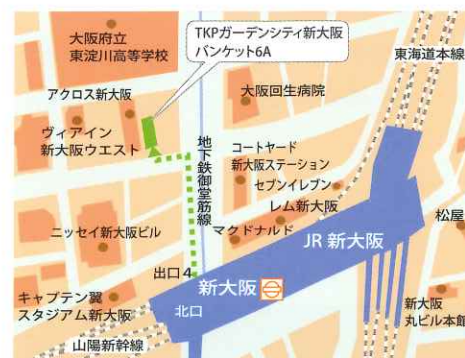 TKPガーデンシティ新大阪
バンケット6A
大阪府立
東淀川高等学校
東海道本線
アクロス新大阪
大阪回生病院
ヴィアイン
新大阪ウエスト
地下鉄御堂筋線
コートヤード
新大阪ステーション
セブンイレブン
レム新大阪
マクドナルド
松屋
ニッセイ新大阪ビル
JR 新大阪
出口4
新大阪
北口
キャプテン翼
スタジアム新大阪
山陽新幹線
新大阪
丸ビル本館